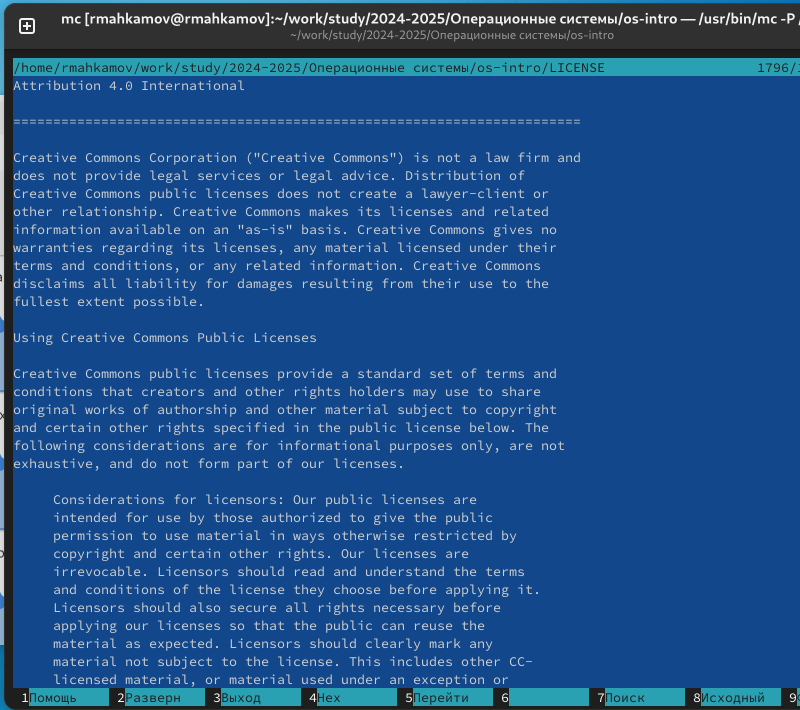 mc [rmahkamov@rmahkamov]:~/work/study/2024-2025/Операционные системы/os-intro — /usr/bin/mc -P /
~/work/study/2024-2025/Операционные системы/os-intro
/home/rmahkamov/work/study/2024-2025/Операционные системы/os-intro/LICENSE 1796/
Attribution 4.0 International
=======================================================================
Creative Commons Corporation ("Creative Commons") is not a law firm and
does not provide legal services or legal advice. Distribution of
Creative Commons public licenses does not create a lawyer-client or
other relationship. Creative Commons makes its licenses and related
information available on an "as-is" basis. Creative Commons gives no
warranties regarding its licenses, any material licensed under their
terms and conditions, or any related information. Creative Commons
disclaims all liability for damages resulting from their use to the
fullest extent possible.
Using Creative Commons Public Licenses
Creative Commons public licenses provide a standard set of terms and
conditions that creators and other rights holders may use to share
original works of authorship and other material subject to copyright
and certain other rights specified in the public license below. The
following considerations are for informational purposes only, are not
exhaustive, and do not form part of our licenses.
Considerations for licensors: Our public licenses are
intended for use by those authorized to give the public
permission to use material in ways otherwise restricted by
copyright and certain other rights. Our licenses are
irrevocable. Licensors should read and understand the terms
and conditions of the license they choose before applying it.
Licensors should also secure all rights necessary before
applying our licenses so that the public can reuse the
material as expected. Licensors should clearly mark any
material not subject to the license. This includes other CC-
licensed material, or material used under an exception or
1Помощь 2Разверн 3Выход 4Hex 5Перейти 6 7Поиск 8Исходный 9